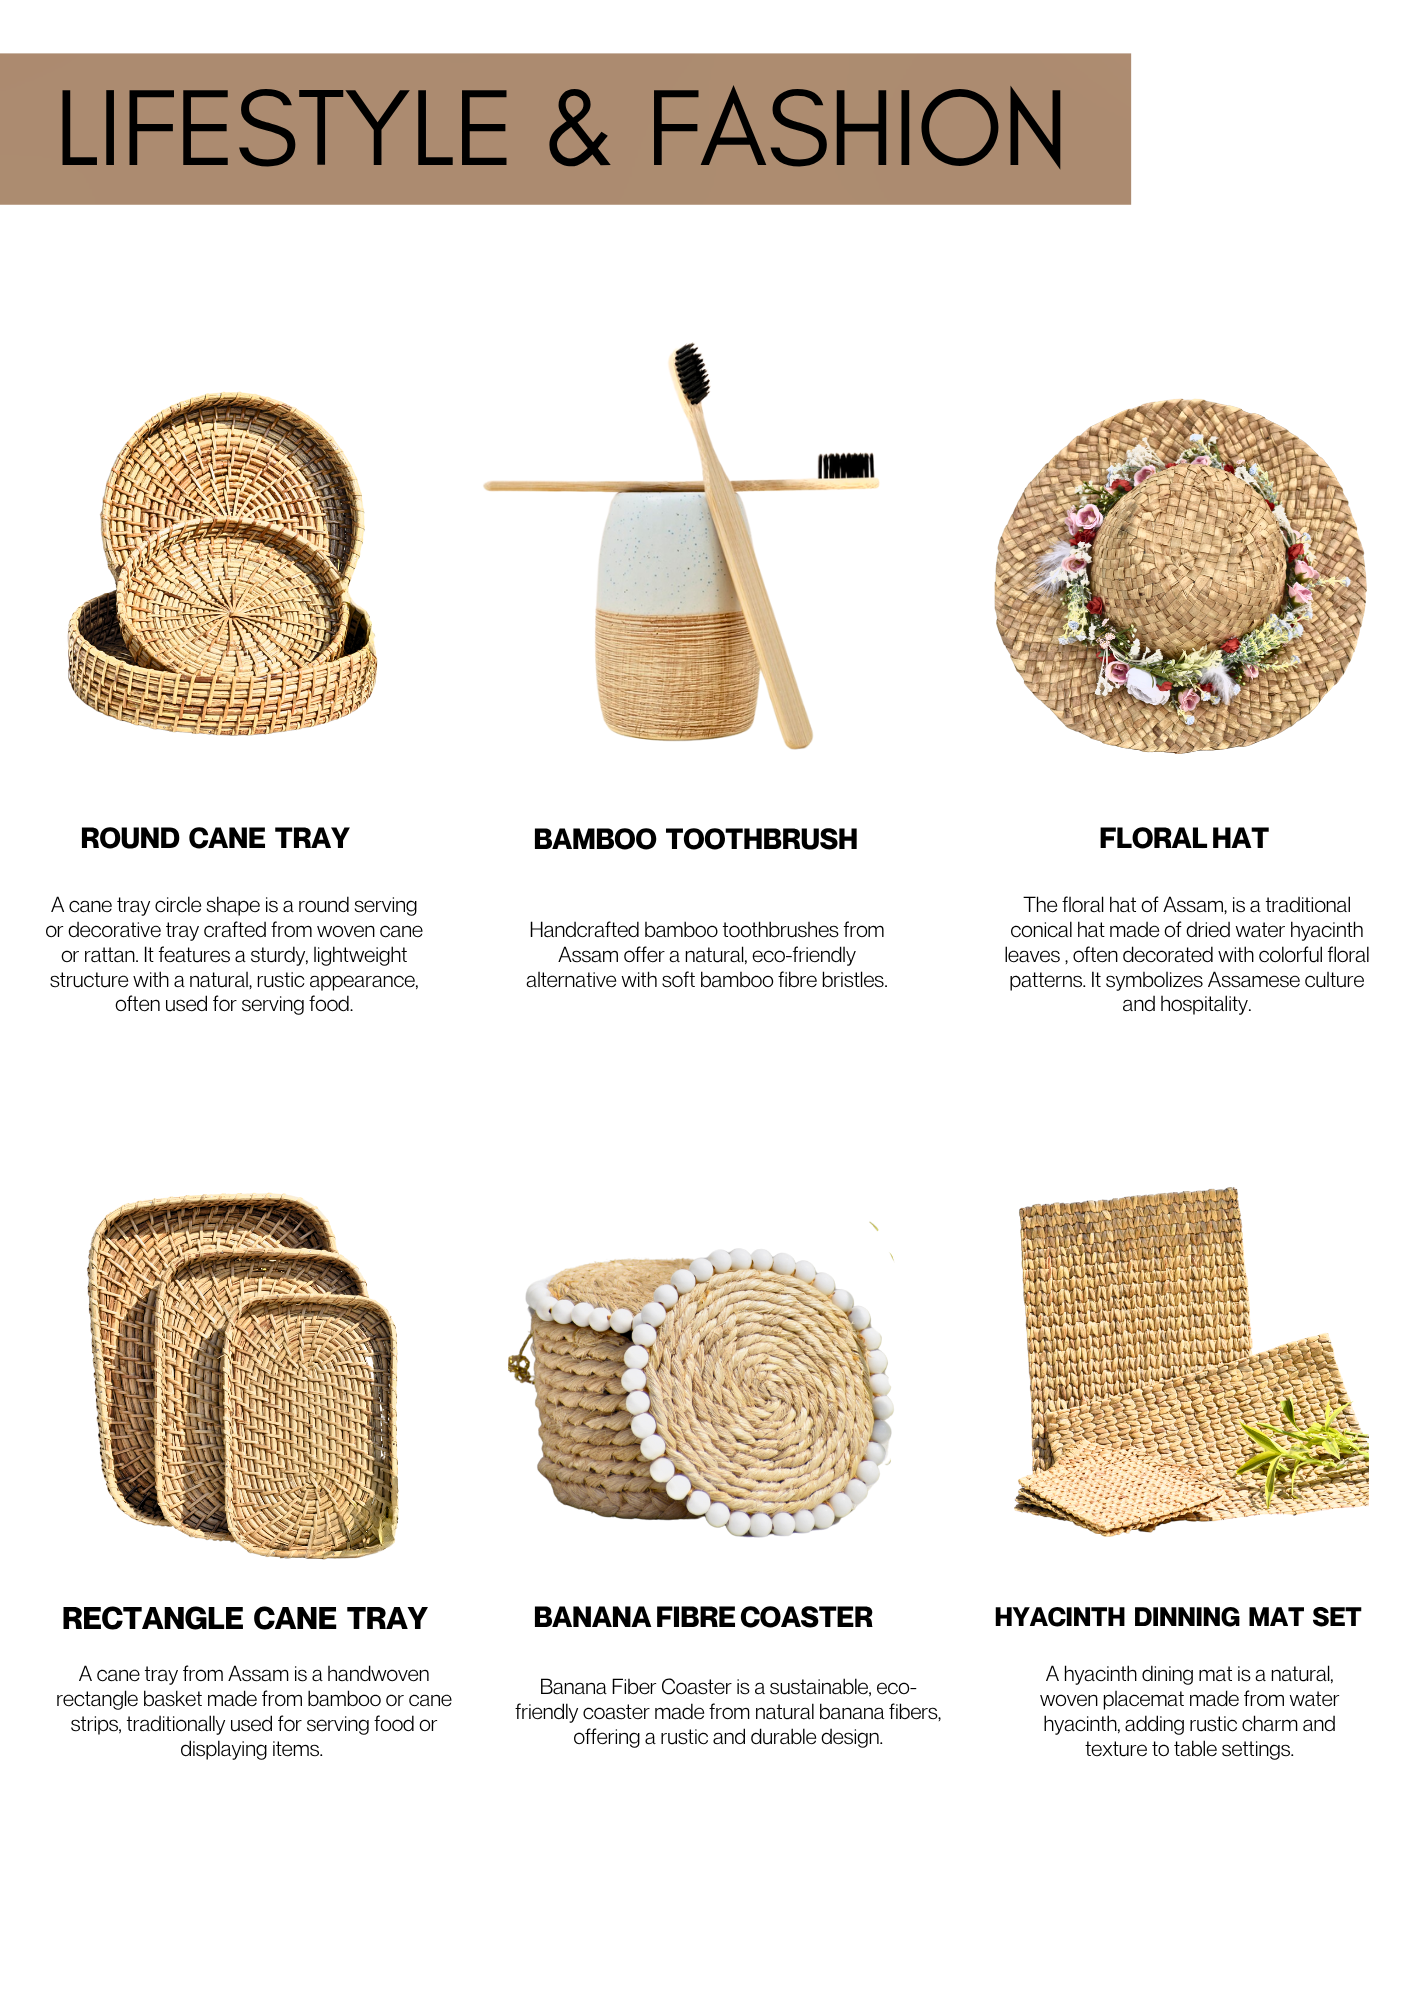 LIFESTYLE & FASHION
ROUND CANE TRAY
A cane tray circle shape is a round serving
or decorative tray crafted from woven cane
or rattan. It features a sturdy, lightweight
structure with a natural, rustic appearance,
often used for serving food.
BAMBOO TOOTHBRUSH
Handcrafted bamboo toothbrushes from
Assam offer a natural, eco-friendly
alternative with soft bamboo fibre bristles.
FLORAL HAT
The floral hat of Assam, is a traditional
conical hat made of dried water hyacinth
leaves , often decorated with colorful floral
patterns. It symbolizes Assamese culture
and hospitality.
RECTANGLE CANE TRAY
A cane tray from Assam is a handwoven
rectangle basket made from bamboo or cane
strips, traditionally used for serving food or
displaying items.
BANANA FIBRE COASTER
Banana Fiber Coaster is a sustainable, eco-
friendly coaster made from natural banana fibers,
offering a rustic and durable design.
HYACINTH DINNING MAT SET
A hyacinth dining mat is a natural,
woven placemat made from water
hyacinth, adding rustic charm and
texture to table settings.